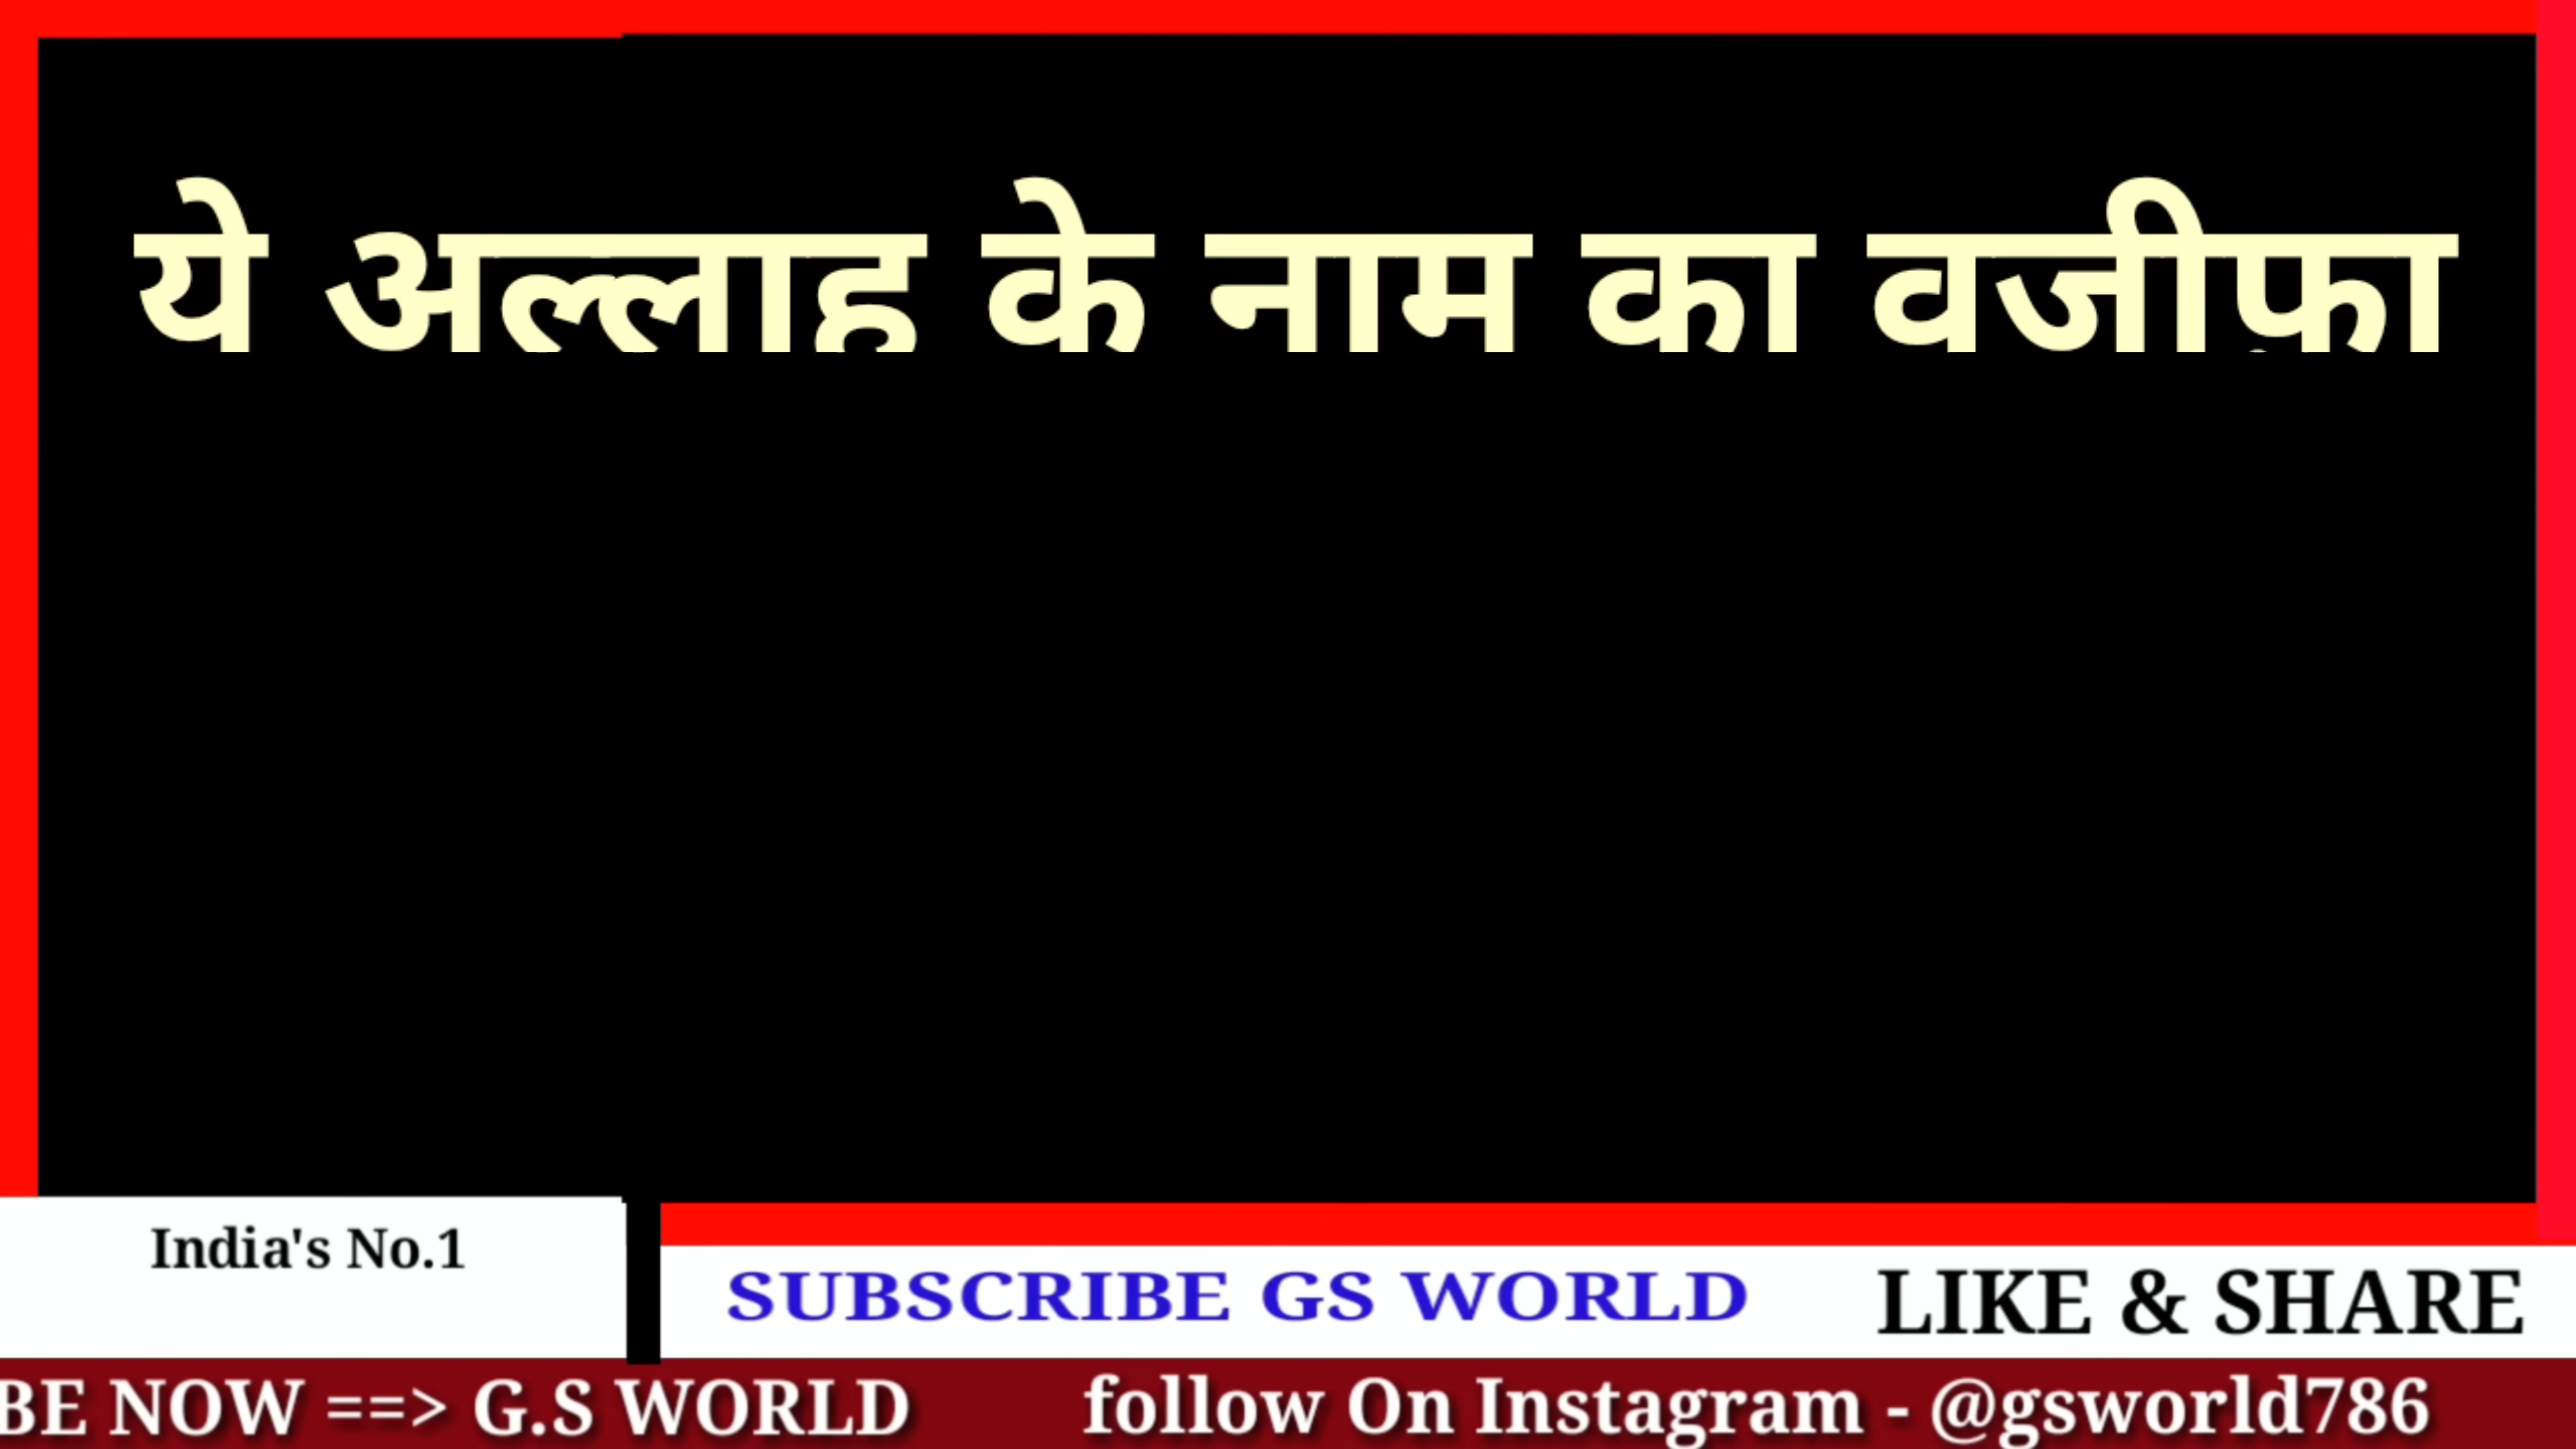 ये अल्लाह के नाम का वजीफा
India's No.1
SUBSCRIBE GS WORLD
LIKE & SHARE
BE NOW ==> G.S WORLD follow On Instagram - @gsworld786